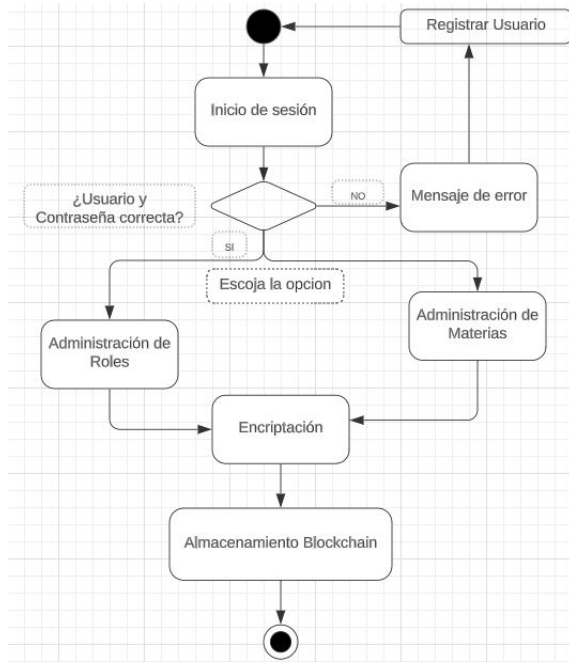 Registrar Usuario
Inicio de sesión
¿Usuario y
Contraseña correcta?
NO
Mensaje de error
SI
Escoja la opcion
Administración de
Roles
Administración de
Materias
Encriptación
Almacenamiento Blockchain